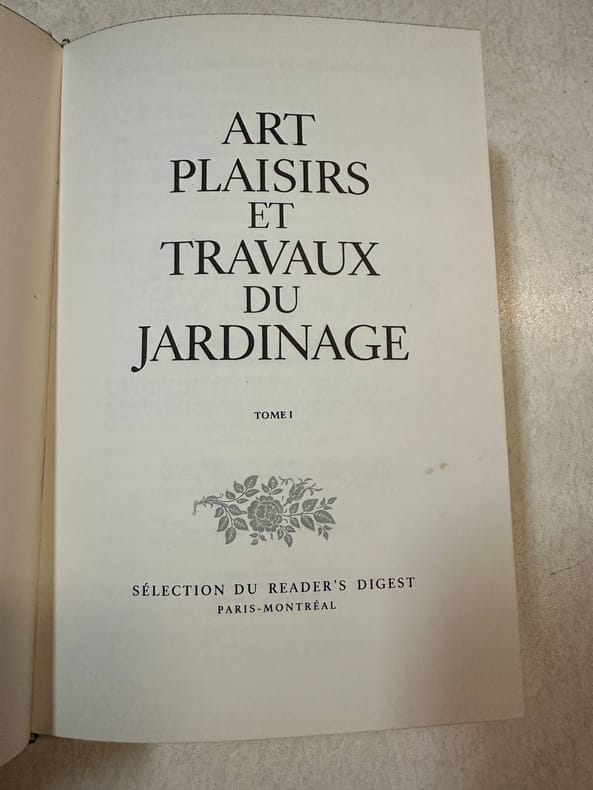 ART
PLAISIRS
ET
TRAVAUX
DU
JARDINAGE
TOME I
SÉLECTION DU READER'S DIGEST
PARIS-MONTRÉAL